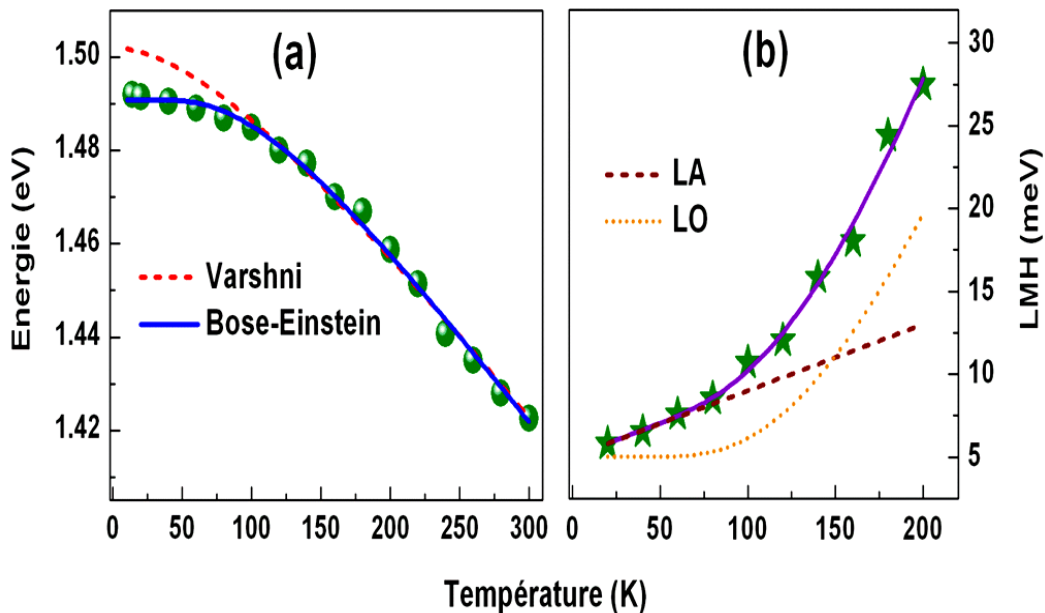 (a)
Energie (eV)
1.50
1.48
1.46
1.44
1.42
Varshni
Bose-Einstein
0 50 100 150 200 250 300
(b)
LA
LO
30
25
20
15
10
5
LMH (meV)
0 50 100 150 200
Température (K)